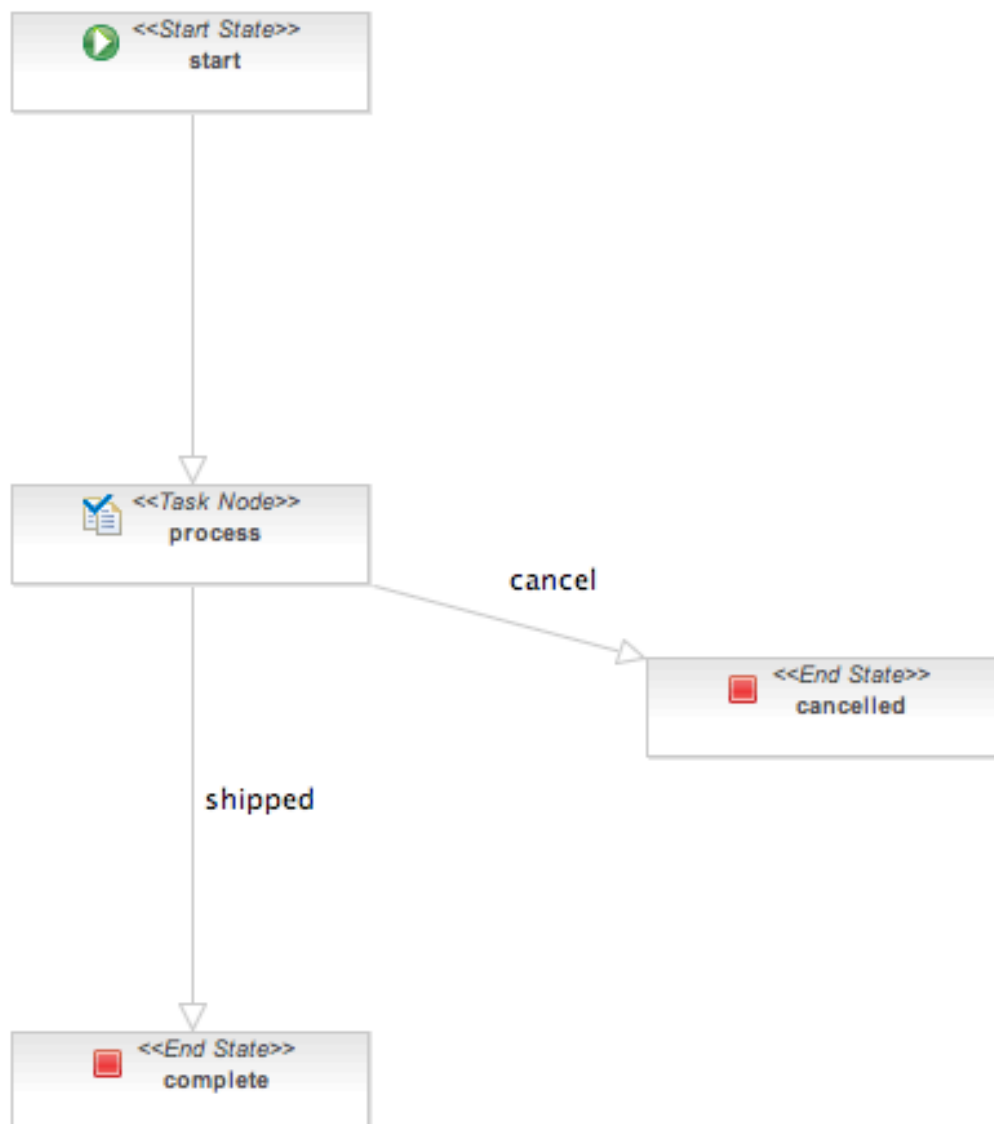 <<Start State>>
start
<<Task Node>>
process
cancel
<<End State>>
cancelled
shipped
<<End State>>
complete